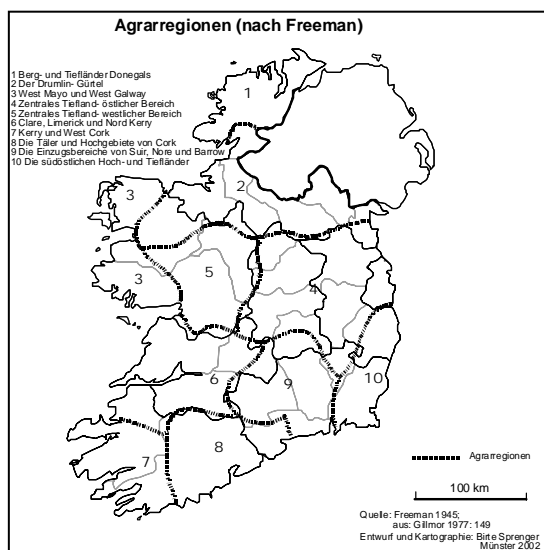 Agrarregionen (nach Freeman)
1 Berg- und Tiefländer Donegals
2 Der Drumlin- Gürtel
3 West Mayo und West Galway
4 Zentrales Tiefland- östlicher Bereich
5 Zentrales Tiefland- westlicher Bereich
6 Clare, Limerick und Nord Kerry
7 Kerry und West Cork
8 Die Täler und Hochgebiete von Cork
9 Die Einzugsbereiche von Suir, Nore und Barrow
10 Die südöstlichen Hoch- und Tiefländer
1
2
3
3
5
4
6
9
10
7
8
Agrarregionen
100 km
Quelle: Freeman 1945;
aus: Gillmor 1977: 149
Entwurf und Kartographie: Birte Sprenger
Münster 2002